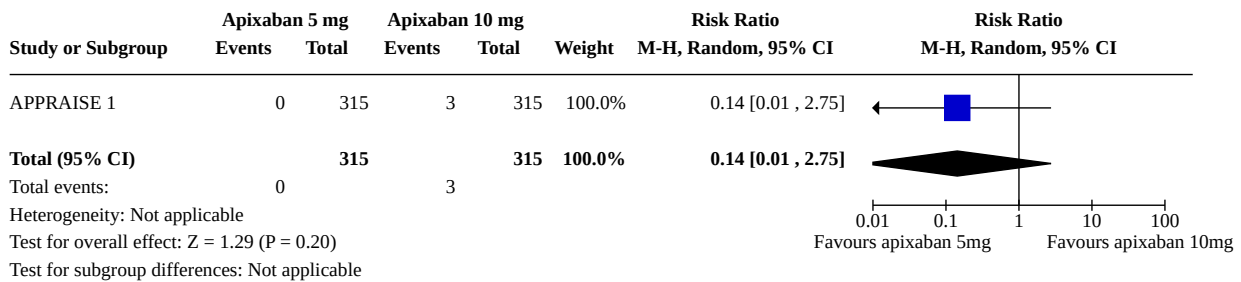 Apixaban 5 mg Apixaban 10 mg Risk Ratio Risk Ratio
Study or Subgroup Events Total Events Total Weight M-H, Random, 95% CI M-H, Random, 95% CI
APPRAISE 1 0 315 3 315 100.0% 0.14 [0.01 , 2.75]
Total (95% CI) 315 315 100.0% 0.14 [0.01 , 2.75]
Total events: 0 3
Heterogeneity: Not applicable
Test for overall effect: Z = 1.29 (P = 0.20)
Test for subgroup differences: Not applicable
0.01 0.1 1 10 100
Favours apixaban 5mg Favours apixaban 10mg